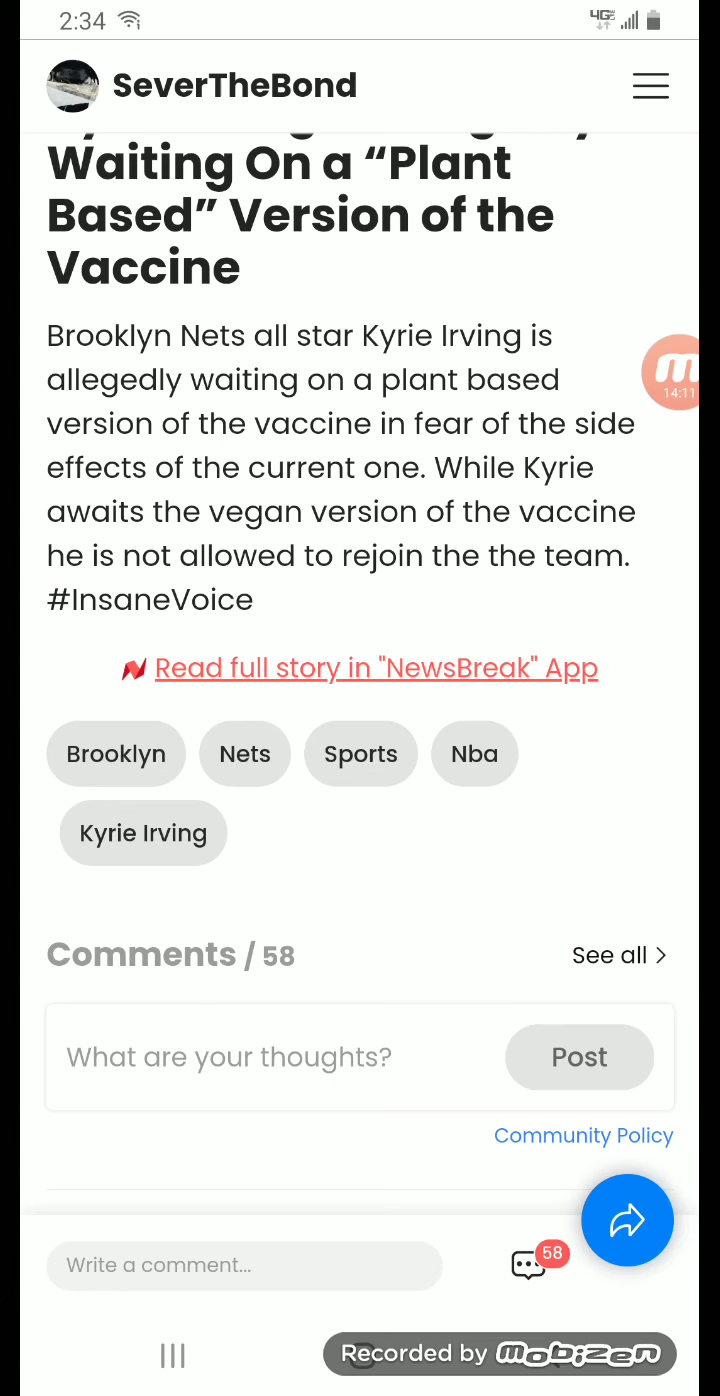 2:34
4G
SeverTheBond
Waiting On a “Plant
Based” Version of the
Vaccine
Brooklyn Nets all star Kyrie Irving is
allegedly waiting on a plant based
version of the vaccine in fear of the side
effects of the current one. While Kyrie
awaits the vegan version of the vaccine
he is not allowed to rejoin the the team.
#InsaneVoice
14:11
Read full story in "NewsBreak" App
Brooklyn Nets Sports Nba
Kyrie Irving
Comments / 58
See all >
What are your thoughts?
Post
Community Policy
Write a comment...
58
Recorded by mobizen